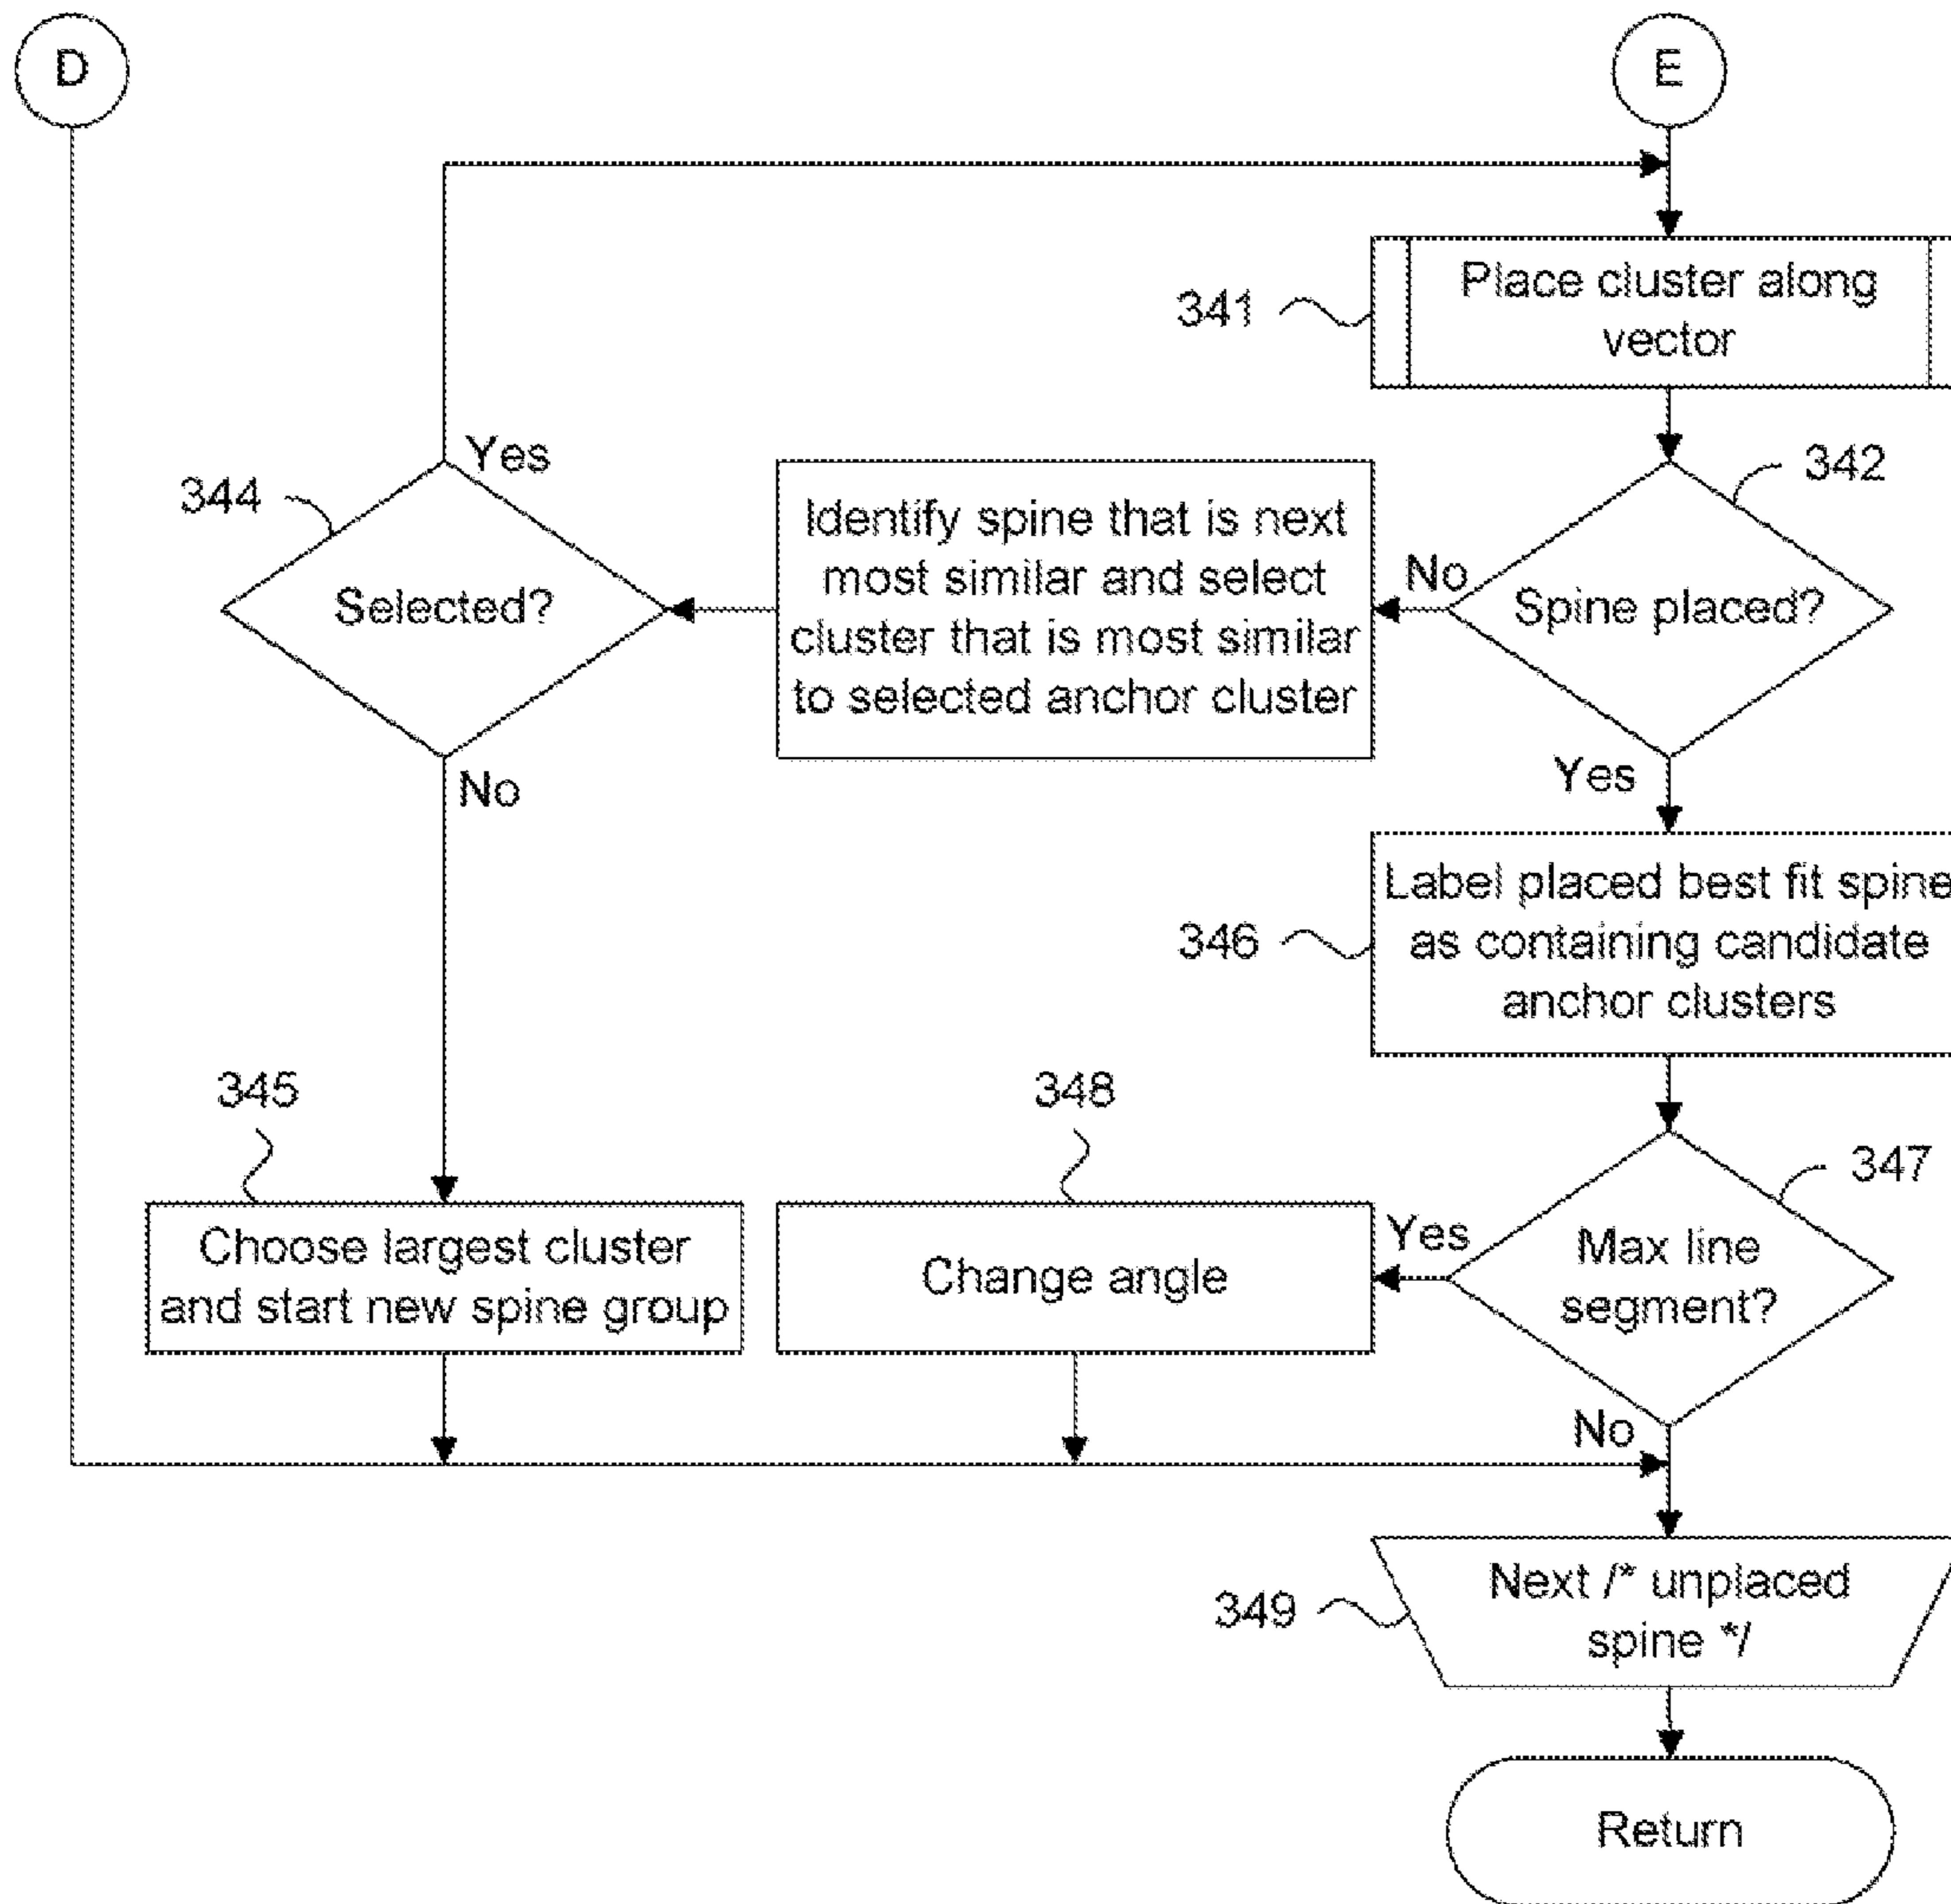 D
E
341
Place cluster along
vector
Yes
344
342
Identify spine that is next
most similar and select
cluster that is most similar
to selected anchor cluster
No
Selected?
Spine placed?
No
Yes
346
Label placed best fit spine
as containing candidate
anchor clusters
345
348
347
Choose largest cluster
and start new spine group
Change angle
Yes
Max line
segment?
No
349
Next /* unplaced
spine */
Return